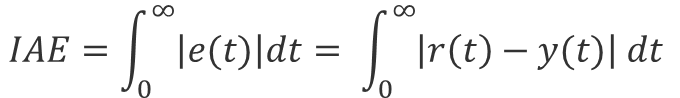 IAE = ∫₀^∞ |e(t)|dt = ∫₀^∞ |r(t) − y(t)| dt